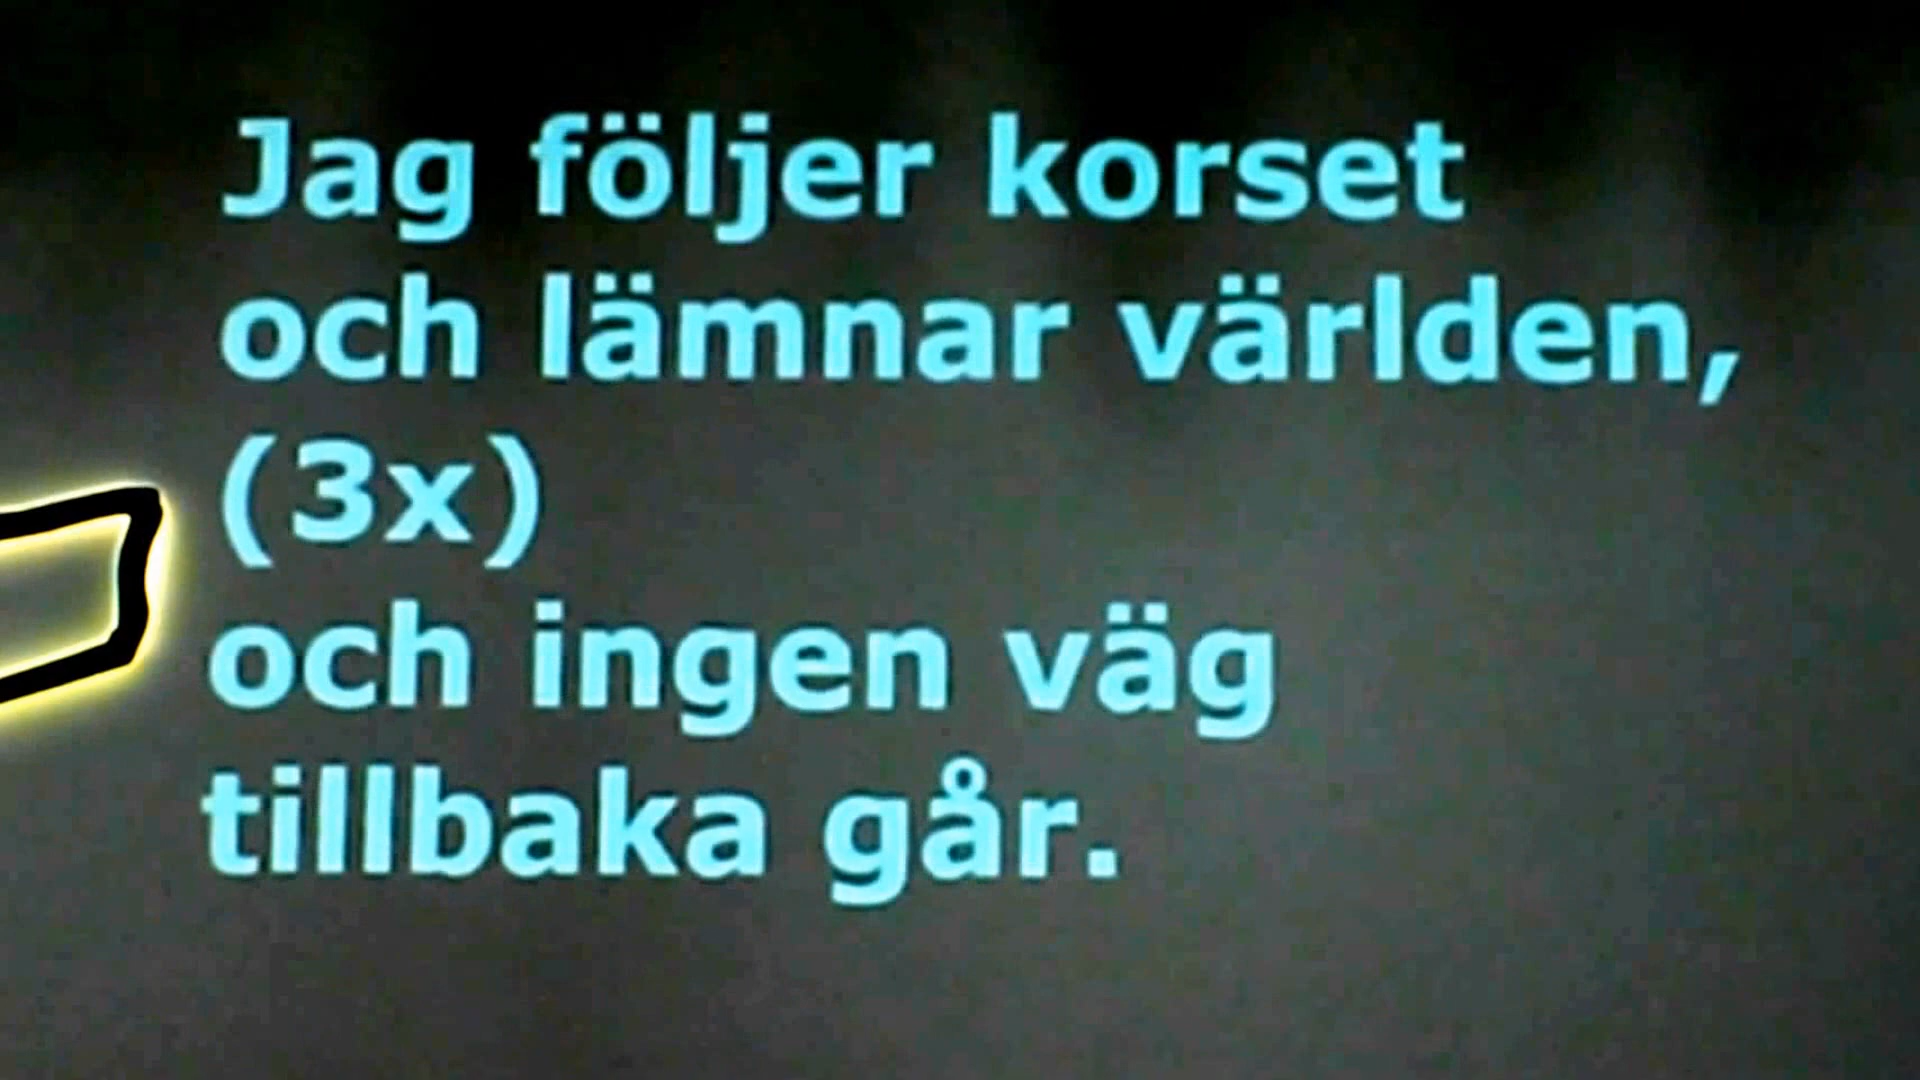 Jag följer korset
och lämnar världen,
(3x)
och ingen väg
tillbaka går.